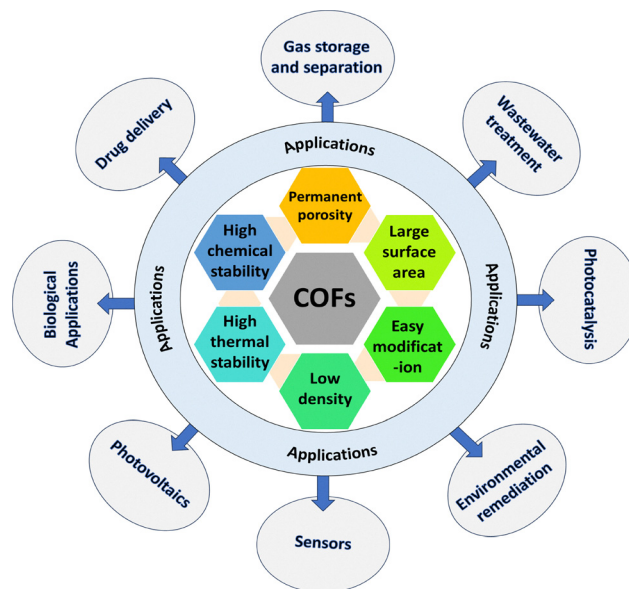 Gas storage
and separation
Drug delivery
Wastewater
treatment
Applications
Permanent
porosity
High
chemical
stability
Large
surface
area
COFs
Biological
Applications
Applications
Applications
Photocatalysis
High
thermal
stability
Easy
modificat
-ion
Low
density
Applications
Photovoltaics
Environmental
remediation
Sensors